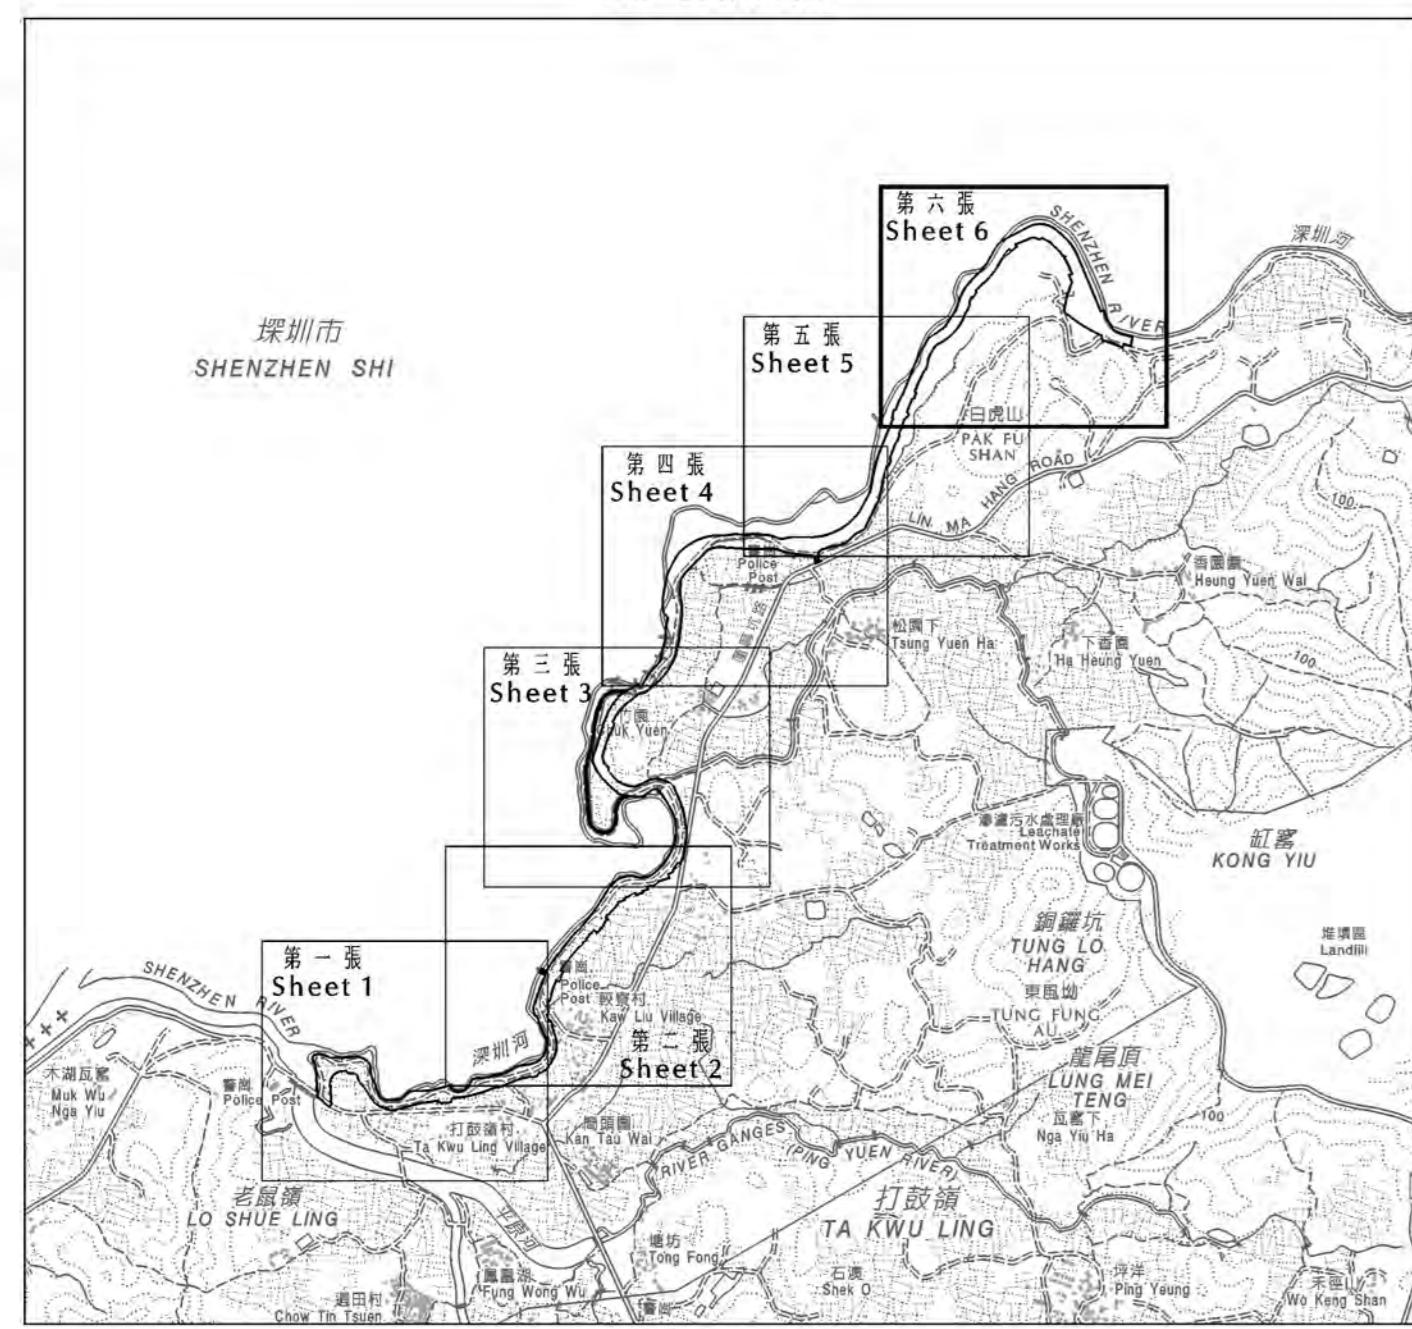 第六張
Sheet 6
SHENZHEN RIVER
深圳河
深圳市
SHENZHEN SHI
第五張
Sheet 5
白虎山
PAK FU
SHAN
LIN MA HANG ROAD
第四張
Sheet 4
100
Police
Post
香園圍
Heung Yuen Wai
松園下
Tsung Yuen Ha
下香園
Ha Heung Yuen
100
第三張
Sheet 3
Chuk Yuen
滲濾污水處理廠
Leachate
Treatment Works
缸窰
KONG YIU
銅鑼坑
TUNG LO
HANG
堆填區
Landfill
第一張
Sheet 1
SHENZHEN RIVER
警崗
Police
Post
較寮村
Kaw Liu Village
東風坳
TUNG FUNG
AU
深圳河
第二張
Sheet 2
龍尾頂
LUNG MEI
TENG
木湖瓦窰
Muk Wu
Nga Yiu
警崗
Police Post
瓦窰下
Nga Yiu Ha
100
打鼓嶺村
Ta Kwu Ling Village
簡頭圍
Kan Tau Wai
RIVER GANGES (PING YUEN RIVER)
老鼠嶺
LO SHUE LING
平原河
打鼓嶺
TA KWU LING
塘坊
Tong Fong
鳳凰湖
Fung Wong Wu
石澳
Shek O
坪洋
Ping Yeung
禾徑山
Wo Keng Shan
週田村
Chow Tin Tsuen
警崗